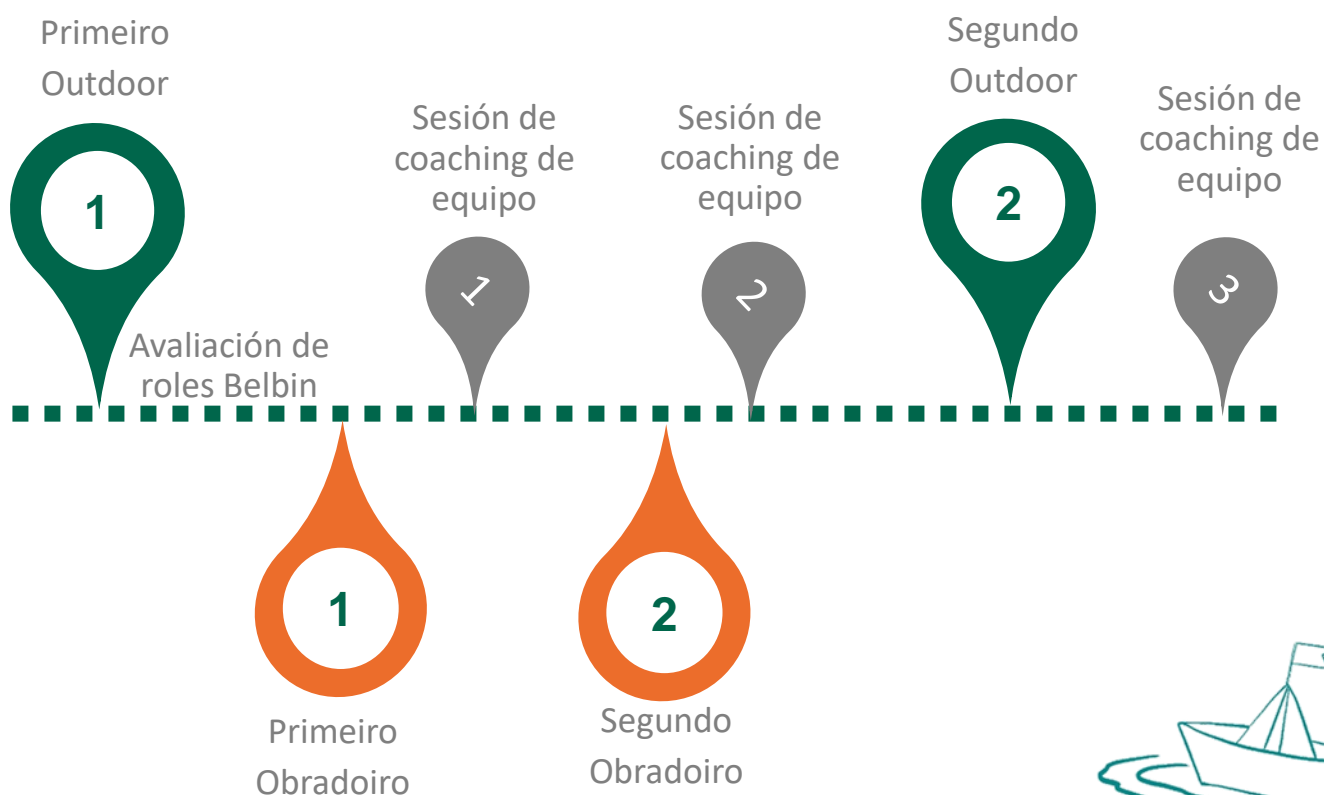 Primeiro
Outdoor
1
Avaliación de
roles Belbin
Sesión de
coaching de
equipo
1
Sesión de
coaching de
equipo
2
Segundo
Outdoor
2
Sesión de
coaching de
equipo
3
1
Primeiro
Obradoiro
2
Segundo
Obradoiro